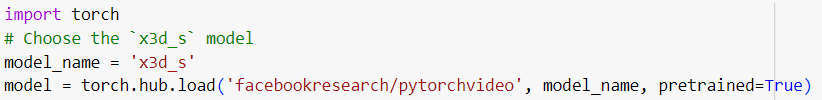 import torch
# Choose the `x3d_s` model
model_name = 'x3d_s'
model = torch.hub.load('facebookresearch/pytorchvideo', model_name, pretrained=True)